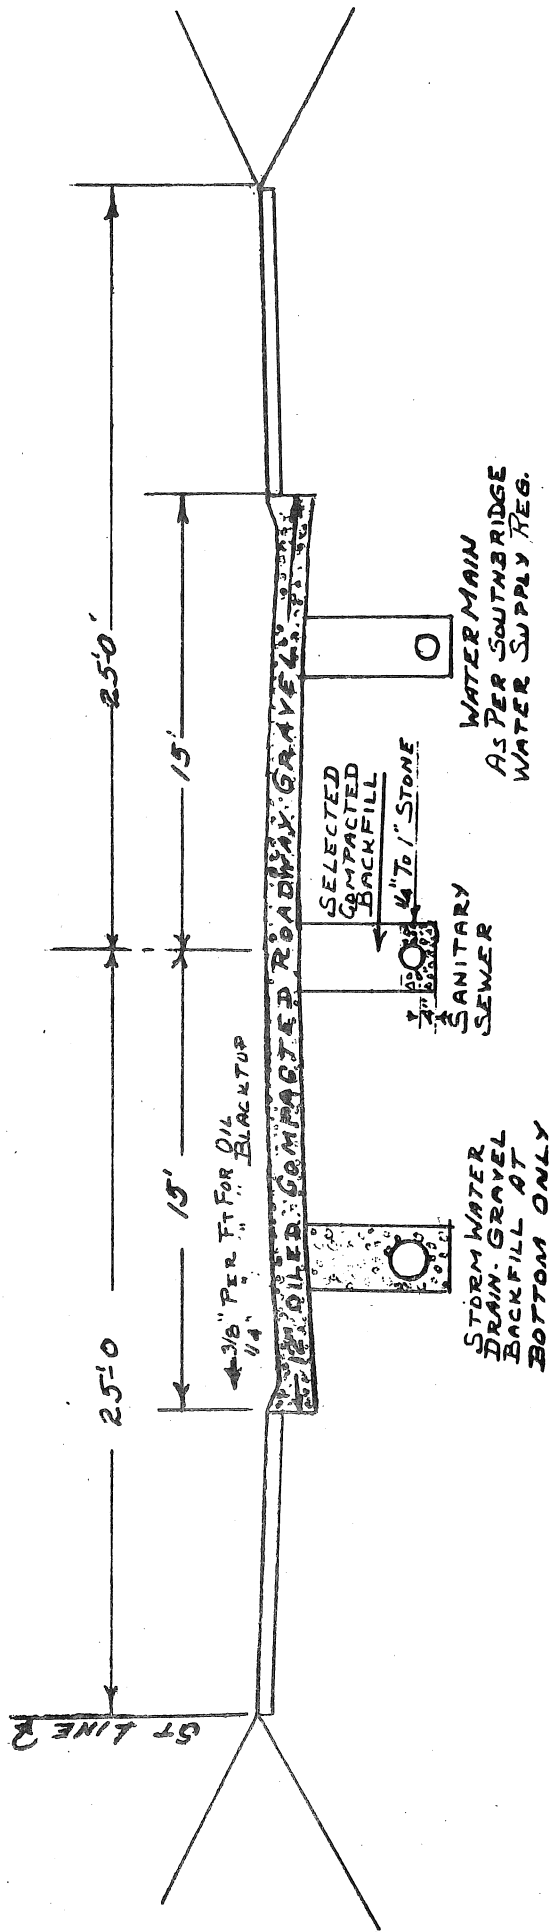 ST LINE
25'-0
25'-0'
15'
15'
3/8" PER FT FOR OIL
1/4" " " " BLACKTOP
12" OILED COMPACTED ROADWAY GRAVEL
SELECTED
COMPACTED
BACKFILL
1/4" TO 1" STONE
4"
STORM WATER
DRAIN - GRAVEL
BACKFILL AT
BOTTOM ONLY
SANITARY
SEWER
WATER MAIN
AS PER SOUTHBRIDGE
WATER SUPPLY REG.